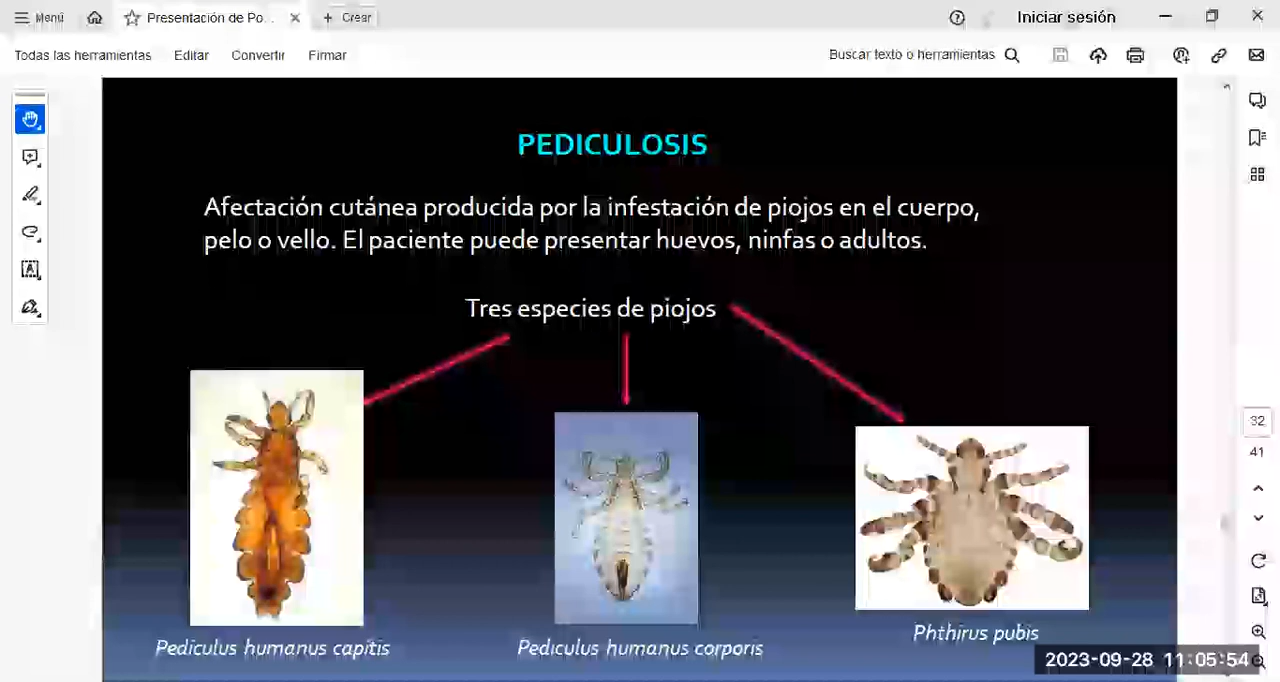 Menú
Presentación de Po...
Crear
Iniciar sesión
Todas las herramientas
Editar
Convertir
Firmar
Buscar texto o herramientas
PEDICULOSIS
Afectación cutánea producida por la infestación de piojos en el cuerpo,
pelo o vello. El paciente puede presentar huevos, ninfas o adultos.
Tres especies de piojos
32
41
Pediculus humanus capitis
Pediculus humanus corporis
Phthirus pubis
2023-09-28 11:05:54